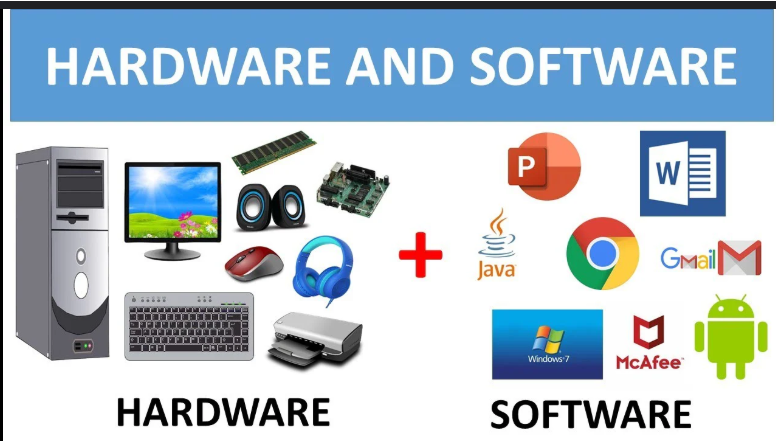 HARDWARE AND SOFTWARE
P
W
Java
Gmail
Windows 7
McAfee
HARDWARE
SOFTWARE